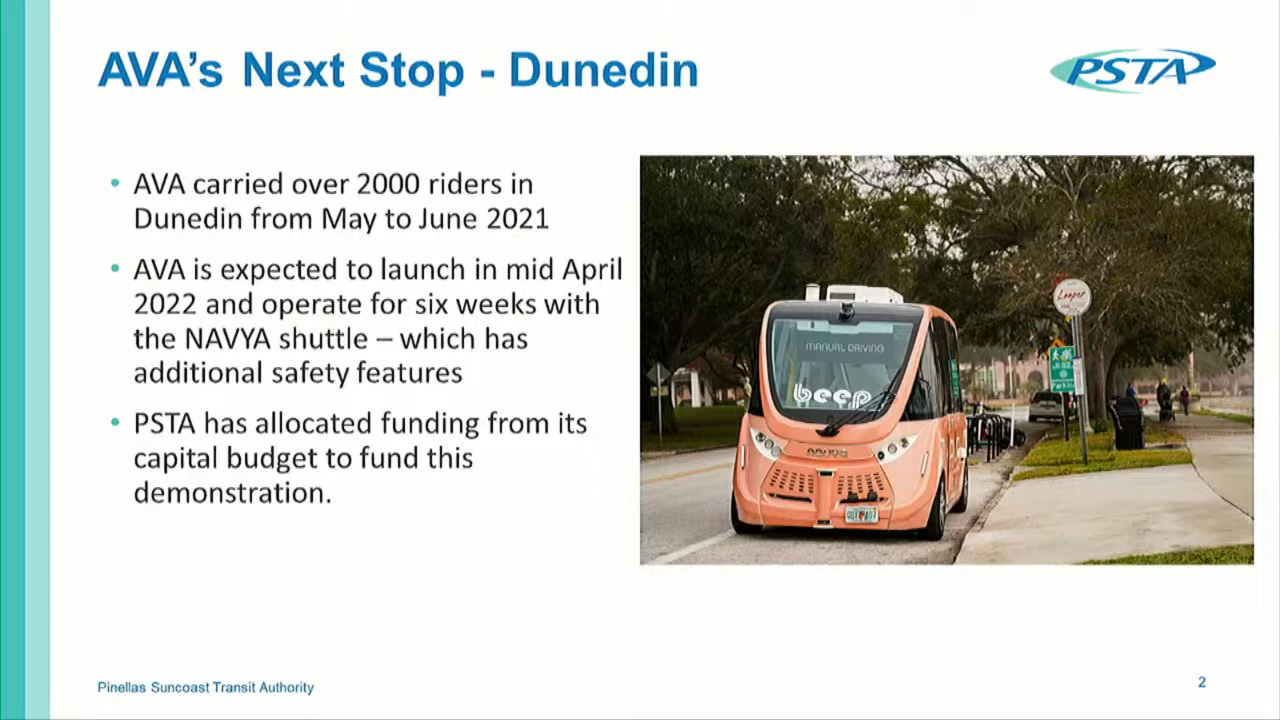 AVA's Next Stop - Dunedin
PSTA
• AVA carried over 2000 riders in
Dunedin from May to June 2021
• AVA is expected to launch in mid April
2022 and operate for six weeks with
the NAVYA shuttle – which has
additional safety features
• PSTA has allocated funding from its
capital budget to fund this
demonstration.
Looper
MANUAL DRIVING
beep
Parking
NAVYA
Pinellas Suncoast Transit Authority
2